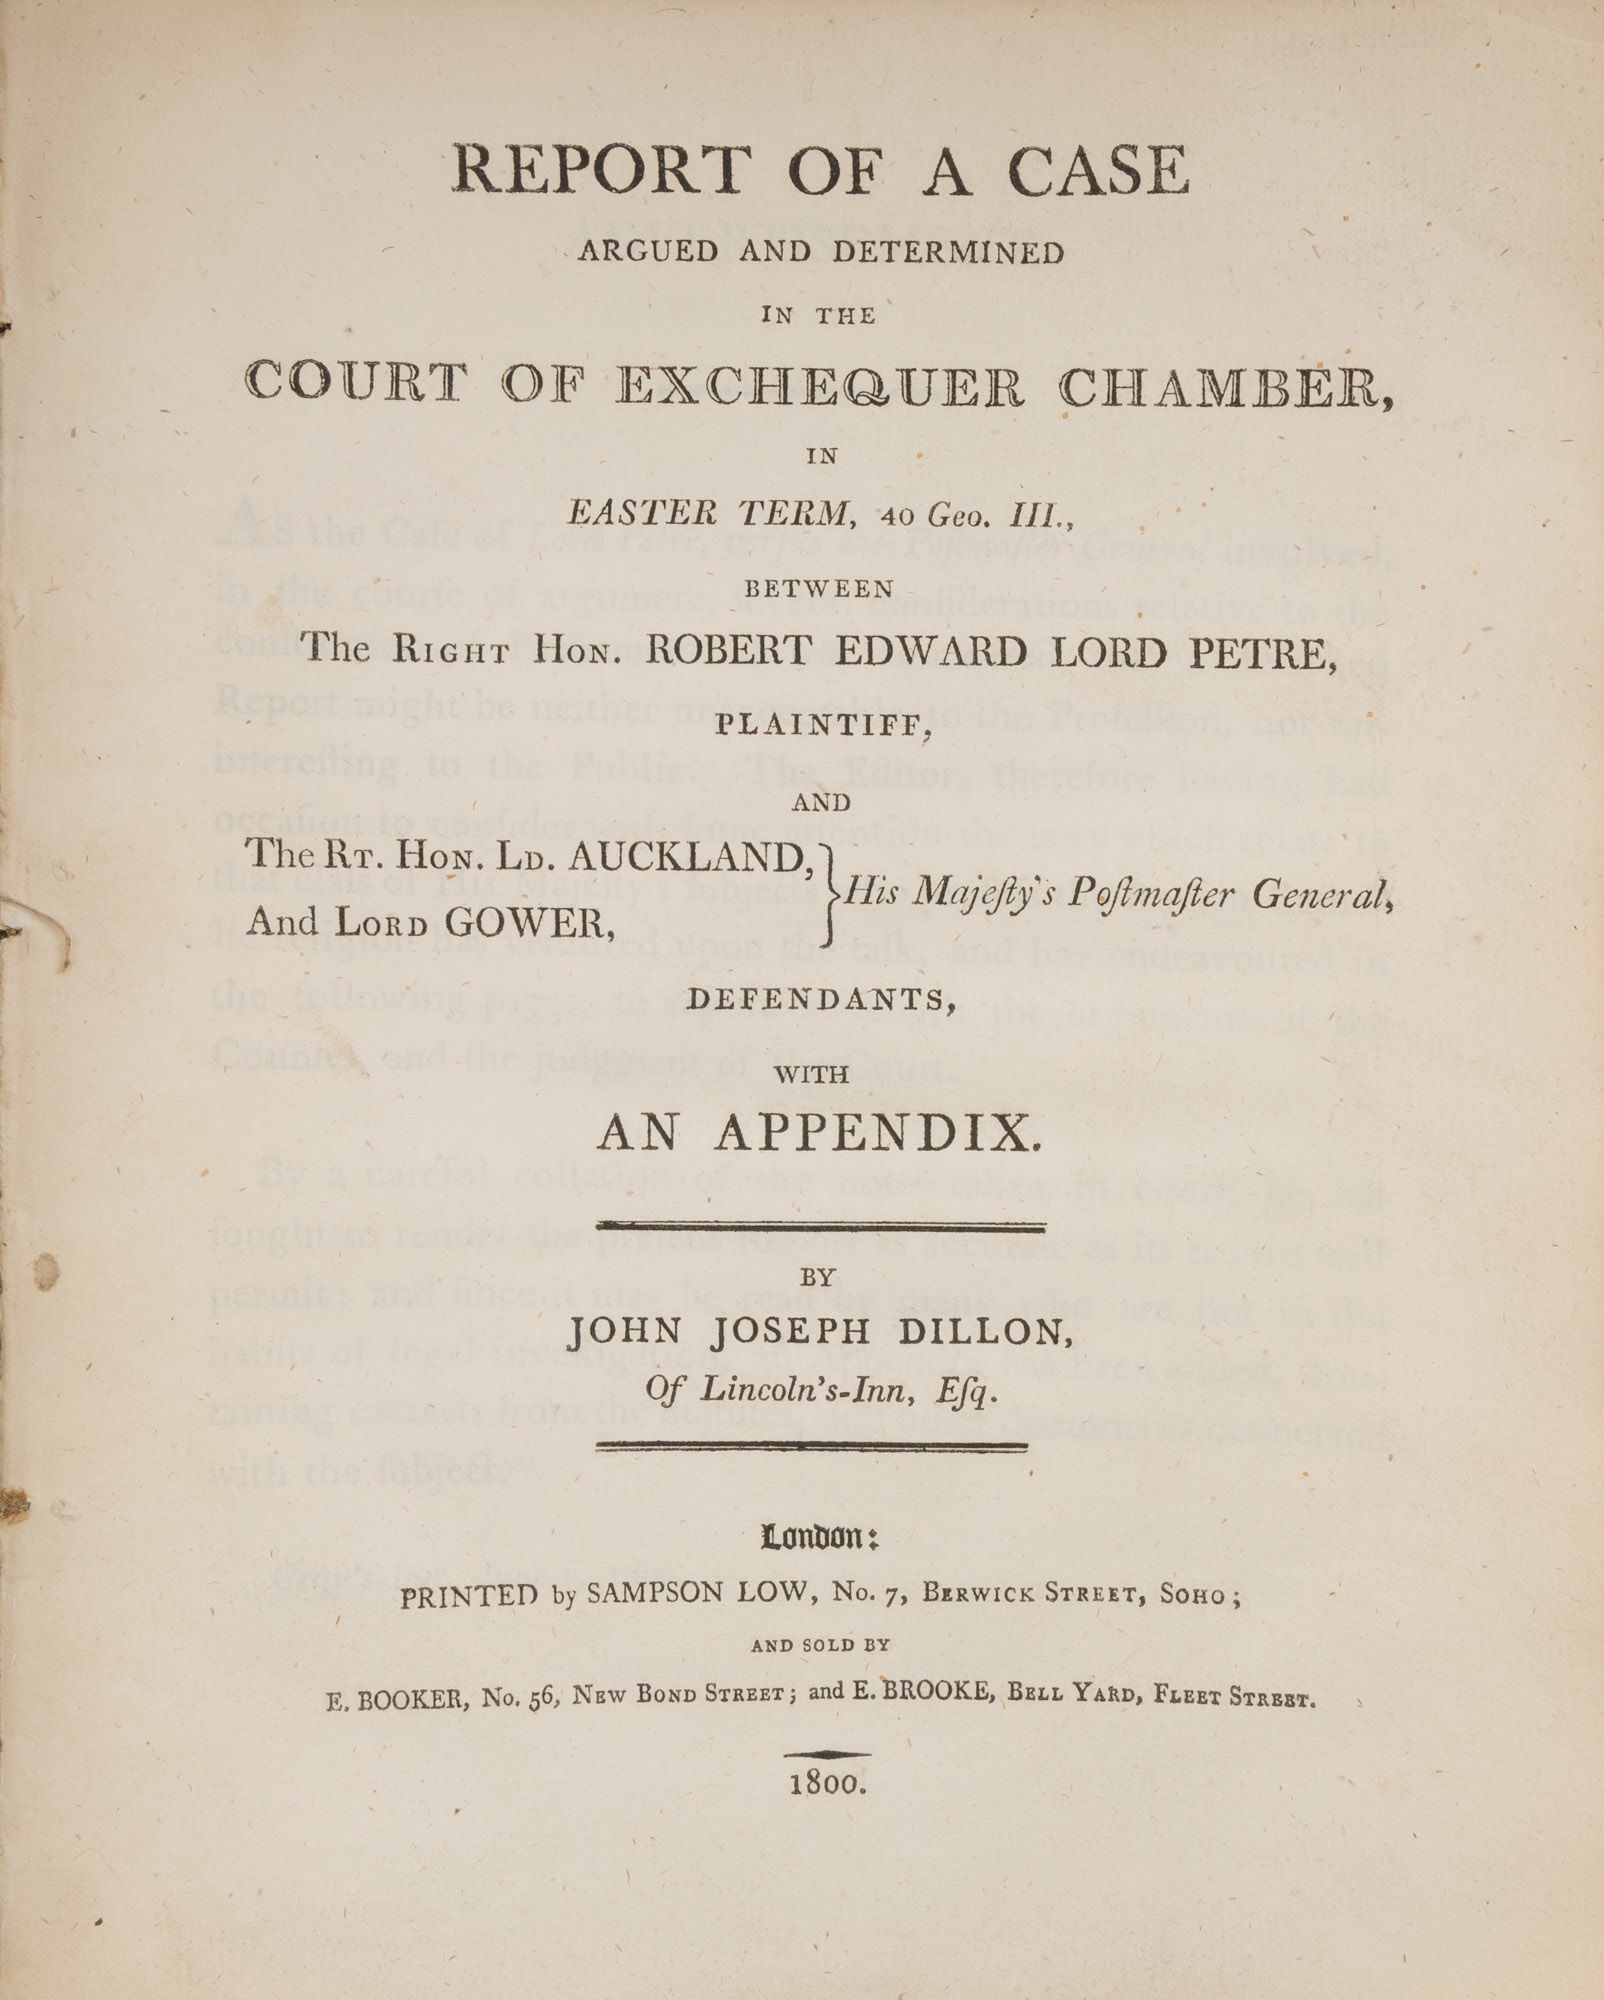 REPORT OF A CASE
ARGUED AND DETERMINED
IN THE
COURT OF EXCHEQUER CHAMBER,
IN
EASTER TERM, 40 Geo. III.,
BETWEEN
The RIGHT HON. ROBERT EDWARD LORD PETRE,
PLAINTIFF,
AND
The RT. HON. LD. AUCKLAND,
And LORD GOWER,
} His Majeſty's Poſtmaſter General,
DEFENDANTS,
WITH
AN APPENDIX.
BY
JOHN JOSEPH DILLON,
Of Lincoln's-Inn, Eſq.
London:
PRINTED by SAMPSON LOW, No. 7, BERWICK STREET, SOHO;
AND SOLD BY
E. BOOKER, No. 56, NEW BOND STREET; and E. BROOKE, BELL YARD, FLEET STREET.
1800.